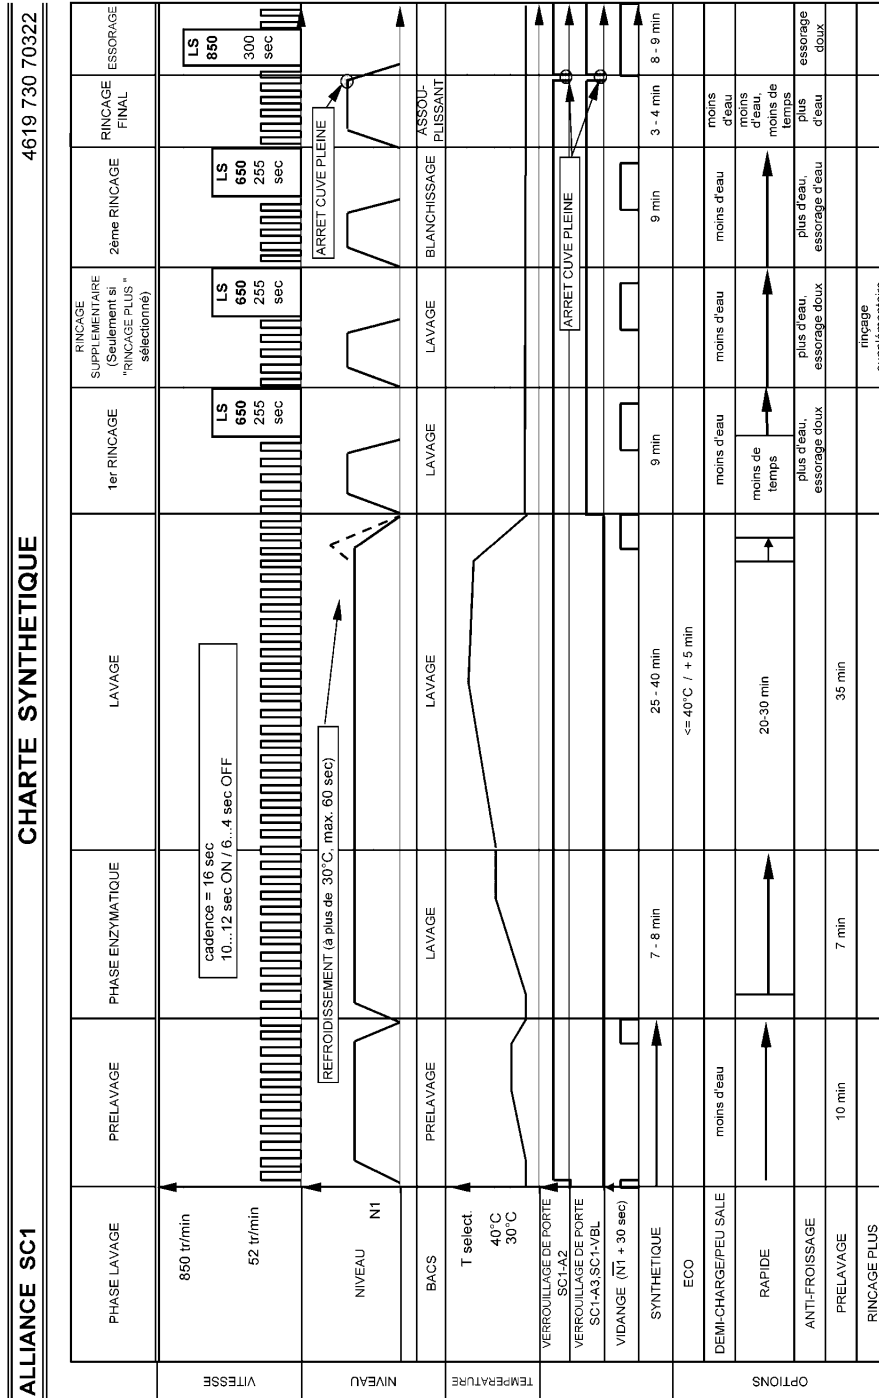 ALLIANCE SC1
CHARTE SYNTHETIQUE
4619 730 70322
PHASE LAVAGE
PRELAVAGE
PHASE ENZYMATIQUE
LAVAGE
1er RINCAGE
RINCAGE
SUPPLEMENTAIRE
(Seulement si
"RINCAGE PLUS "
sélectionné)
2ème RINCAGE
RINCAGE
FINAL
ESSORAGE
VITESSE
850 tr/min
52 tr/min
cadence = 16 sec
10...12 sec ON / 6...4 sec OFF
LS
650
255
sec
LS
650
255
sec
LS
650
255
sec
LS
850
300
sec
NIVEAU
NIVEAU
N1
REFROIDISSEMENT (à plus de 30°C, max. 60 sec)
ARRET CUVE PLEINE
BACS
PRELAVAGE
LAVAGE
LAVAGE
LAVAGE
LAVAGE
BLANCHISSAGE
ASSOU-
PLISSANT
TEMPERATURE
T select.
40°C
30°C
VERROUILLAGE DE PORTE
SC1-A2
VERROUILLAGE DE PORTE
SC1-A3,SC1-VBL
ARRET CUVE PLEINE
VIDANGE (N1 + 30 sec)
SYNTHETIQUE
7 - 8 min
25 - 40 min
9 min
9 min
3 - 4 min
8 - 9 min
OPTIONS
ECO
<= 40°C / + 5 min
DEMI-CHARGE/PEU SALE
moins d'eau
moins d'eau
moins d'eau
moins d'eau
moins
d'eau
RAPIDE
20-30 min
moins de
temps
moins
d'eau,
moins de
temps
ANTI-FROISSAGE
plus d'eau,
essorage doux
plus d'eau,
essorage doux
plus d'eau,
essorage d'eau
plus
d'eau
essorage
doux
PRELAVAGE
10 min
7 min
35 min
RINCAGE PLUS
rinçage